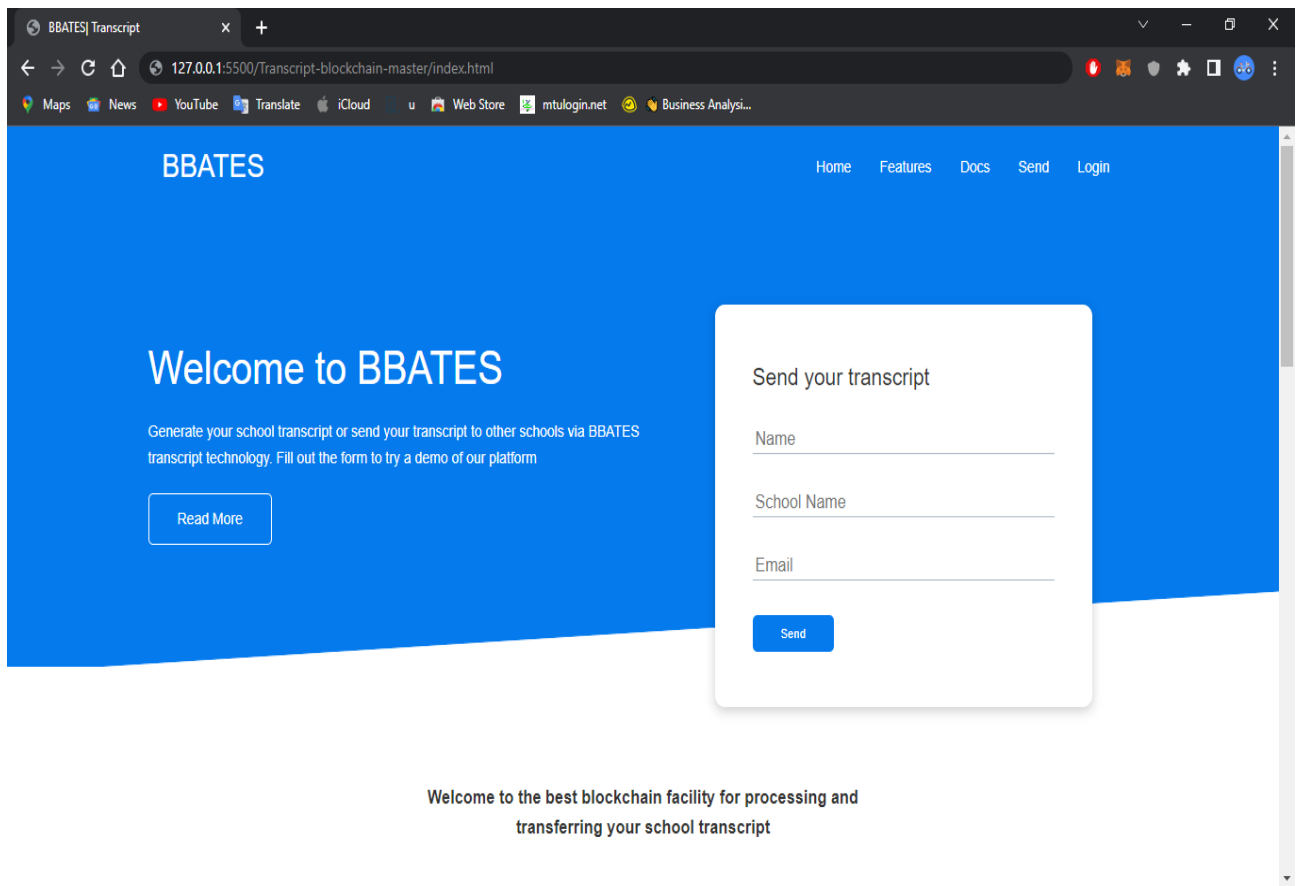 BBATES| Transcript
127.0.0.1:5500/Transcript-blockchain-master/index.html
Maps News YouTube Translate iCloud u Web Store mtulogin.net Business Analysi...
BBATES Home Features Docs Send Login
Welcome to BBATES
Generate your school transcript or send your transcript to other schools via BBATES
transcript technology. Fill out the form to try a demo of our platform
Read More
Send your transcript
Name
School Name
Email
Send
Welcome to the best blockchain facility for processing and
transferring your school transcript